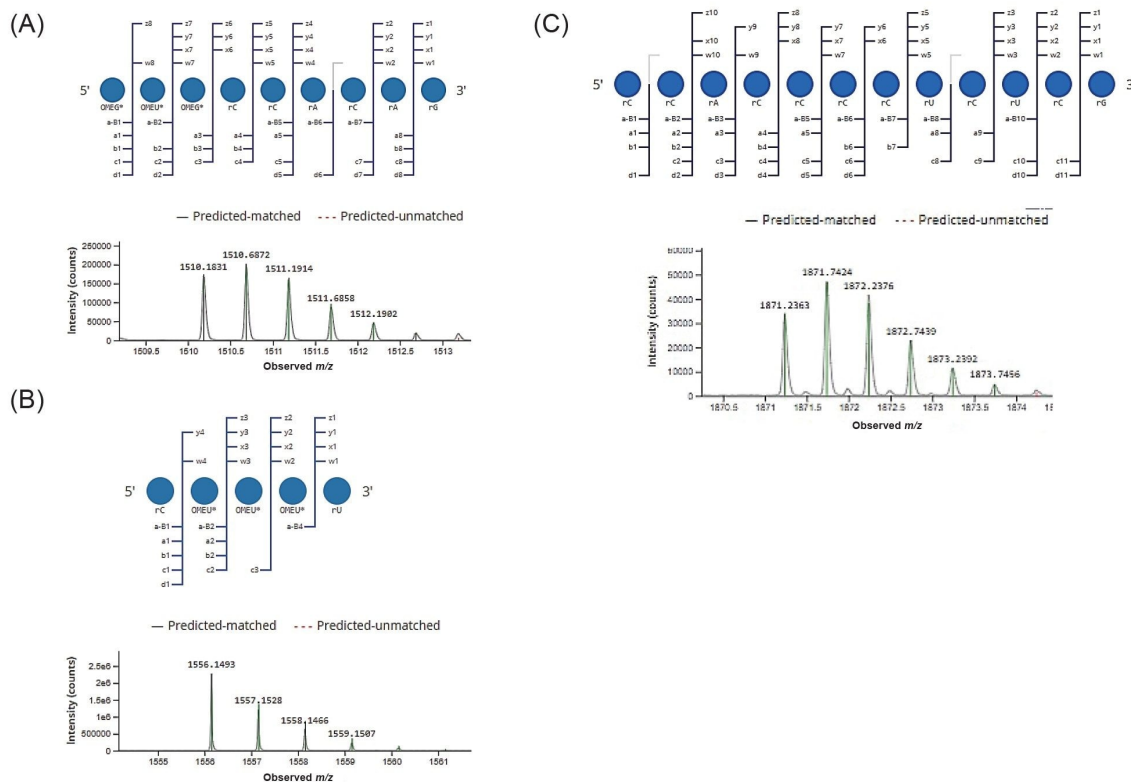 (A)
z8 z7 z6 z5 z4 z2 z1
y7 y6 y5 y4 y2 y1
x7 x6 x5 x4 x2 x1
w8 w7 w5 w4 w2 w1
5' 3'
OMEG* OMEU* OMEG* rC rC rA rC rA rG
a-B1 a-B2 a-B5 a-B6 a-B7
a1 a3 a4 a5 a8
b1 b2 b3 b4 b8
c1 c2 c3 c4 c5 c7 c8
d1 d2 d5 d6 d7 d8
Predicted-matched Predicted-unmatched
Intensity (counts)
250000
200000
150000
100000
50000
0
1510.1831
1510.6872
1511.1914
1511.6858
1512.1902
1509.5 1510 1510.5 1511 1511.5 1512 1512.5 1513
Observed m/z
(B)
z3 z2 z1
y4 y3 y2 y1
x3 x2 x1
w4 w3 w2 w1
5' 3'
rC OMEU* OMEU* OMEU* rU
a-B1 a-B2 a-B4
a1 a2
b1 b2
c1 c2 c3
d1
Predicted-matched Predicted-unmatched
Intensity (counts)
2.5e6
2e6
1.5e6
1e6
500000
0
1556.1493
1557.1528
1558.1466
1559.1507
1555 1556 1557 1558 1559 1560 1561
Observed m/z
(C)
z10 z8 z5 z3 z2 z1
y9 y8 y7 y6 y5 y3 y2 y1
x10 x8 x7 x5 x3 x2 x1
w10 w9 w7 w6 w5 w3 w2 w1
5' 3'
rC rC rA rC rC rC rC rU rC rU rC rG
a-B1 a-B2 a-B3 a-B5 a-B6 a-B7 a-B8 a-B10
a1 a2 a3 a4 a5 a8 a9
b1 b2 b4 b6 b7
c2 c3 c4 c5 c6 c8 c9 c10 c11
d1 d2 d3 d4 d5 d6 d10 d11
Predicted-matched Predicted-unmatched
Intensity (counts)
60000
50000
40000
30000
20000
10000
0
1871.2363
1871.7424
1872.2376
1872.7439
1873.2392
1873.7456
1870.5 1871 1871.5 1872 1872.5 1873 1873.5 1874
Observed m/z